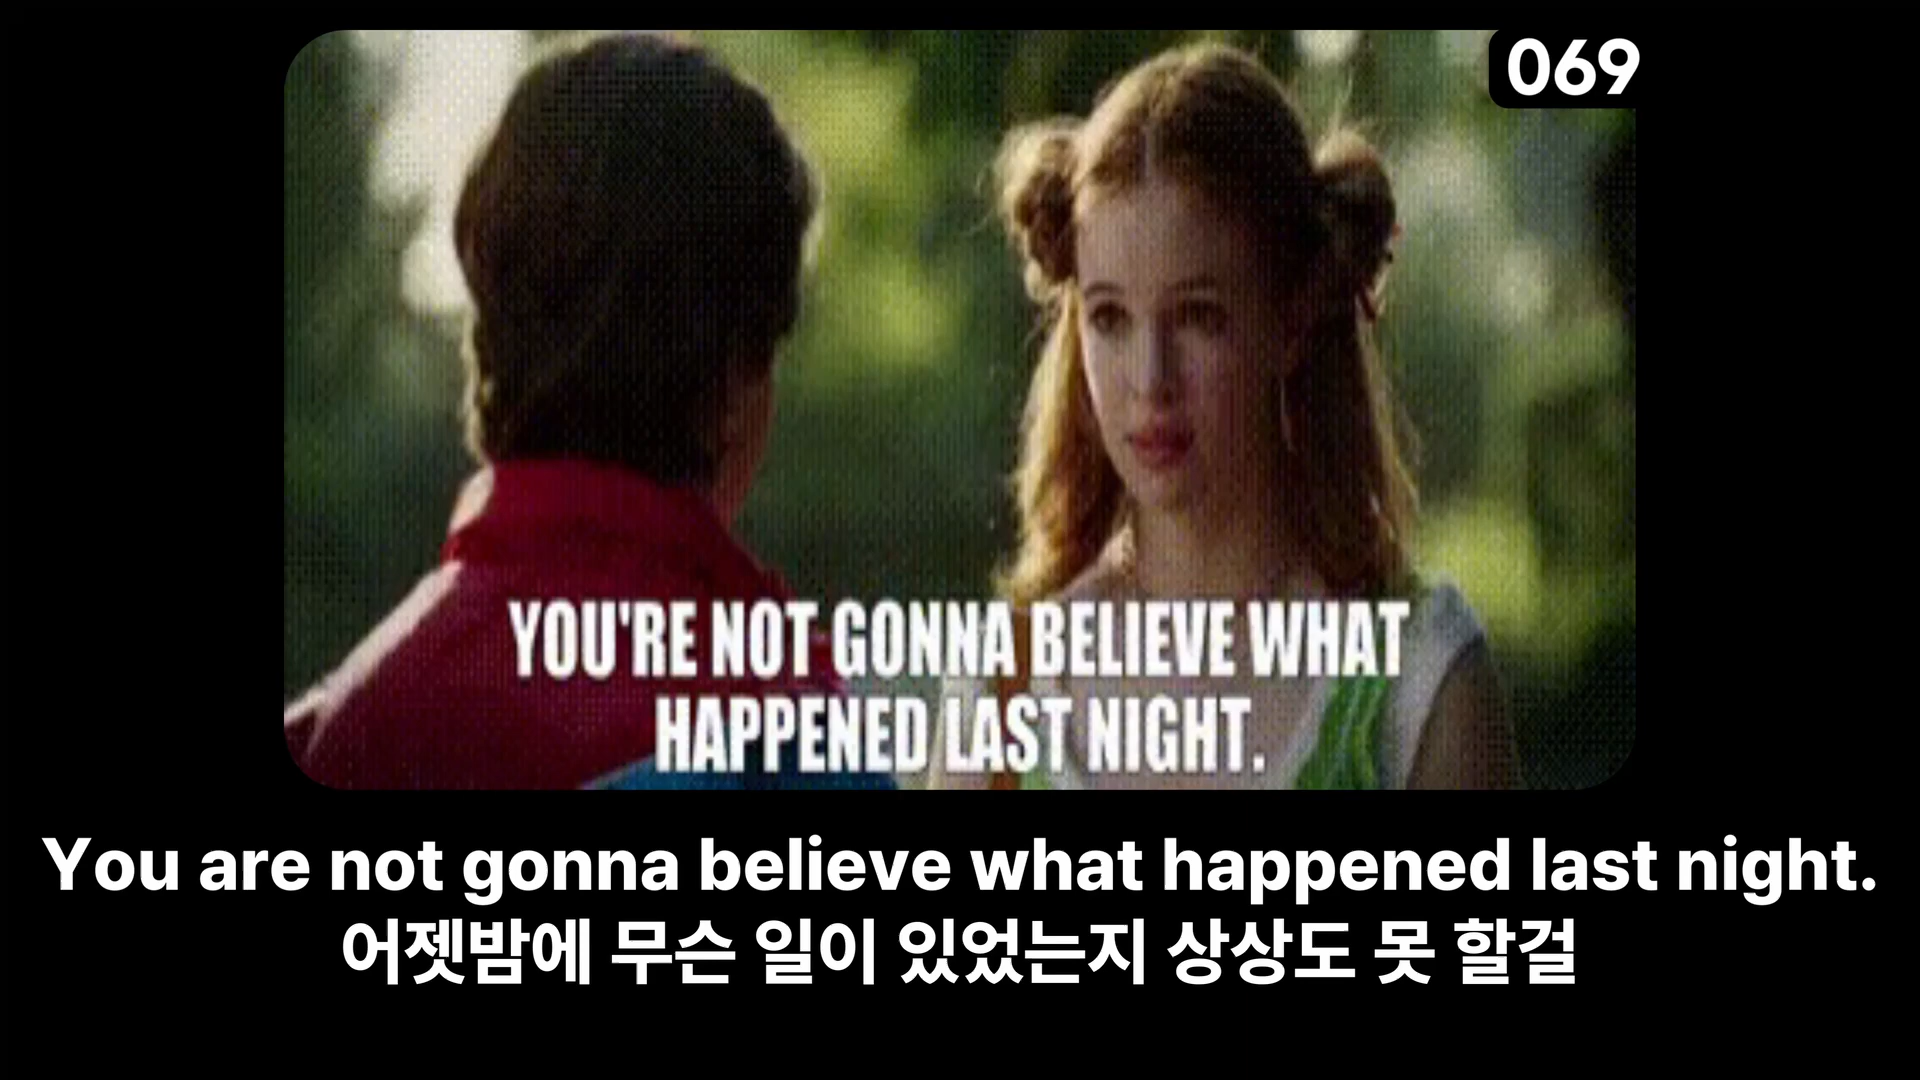 069
YOU'RE NOT GONNA BELIEVE WHAT
HAPPENED LAST NIGHT.
You are not gonna believe what happened last night.
어젯밤에 무슨 일이 있었는지 상상도 못 할걸